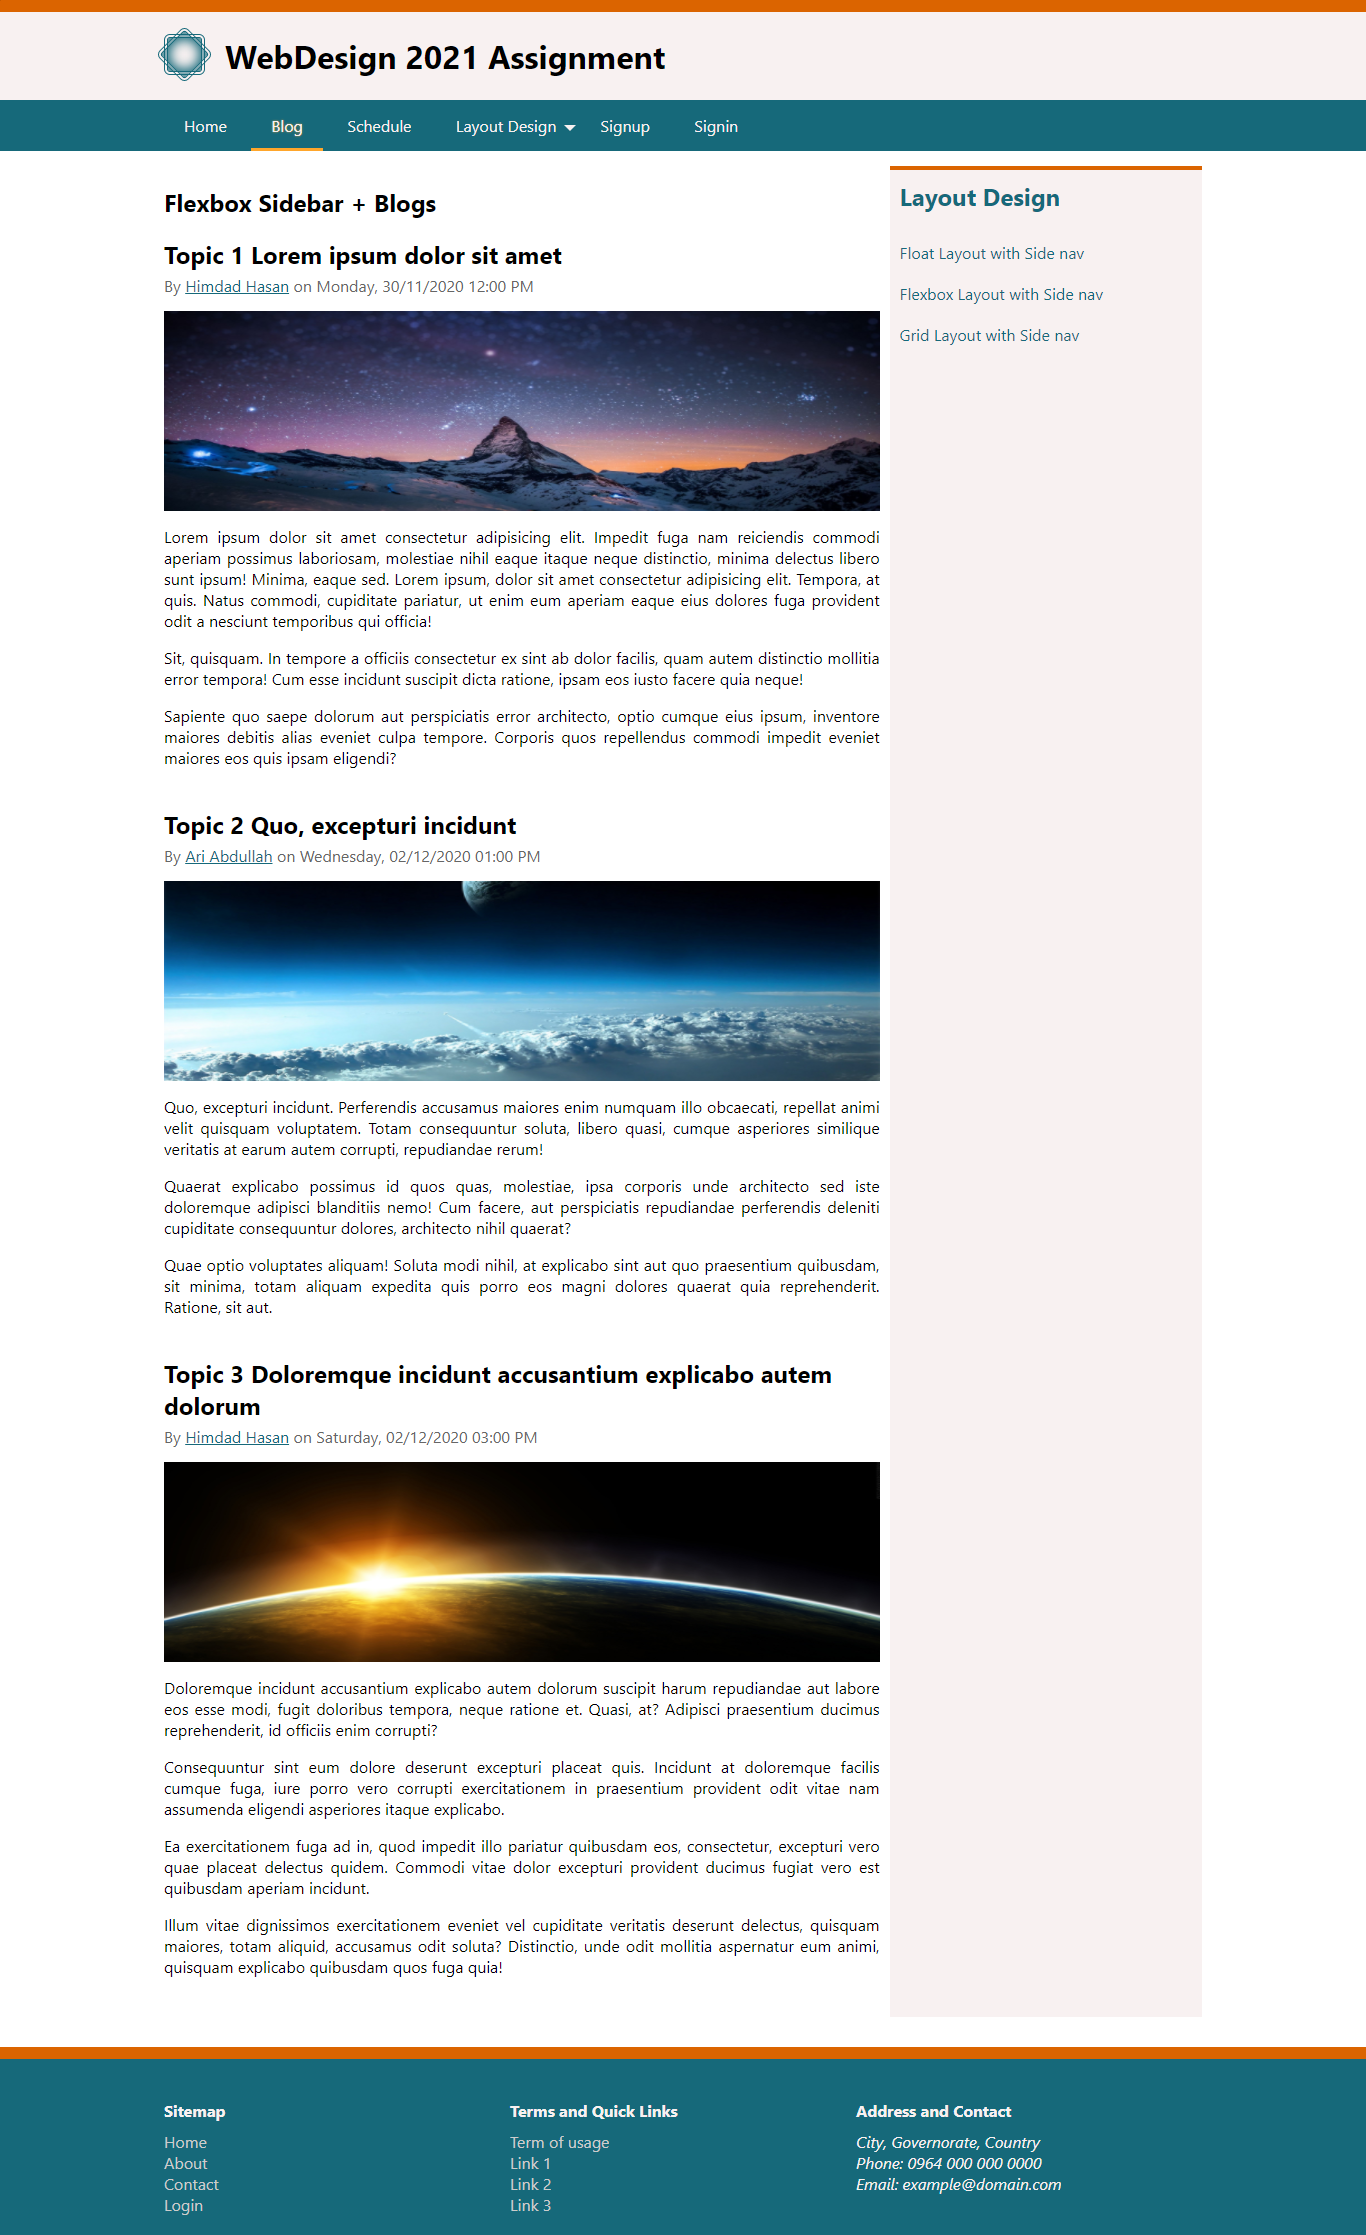 WebDesign 2021 Assignment
Home Blog Schedule Layout Design Signup Signin
Flexbox Sidebar + Blogs
Topic 1 Lorem ipsum dolor sit amet
By Himdad Hasan on Monday, 30/11/2020 12:00 PM
Lorem ipsum dolor sit amet consectetur adipisicing elit. Impedit fuga nam reiciendis commodi
aperiam possimus laboriosam, molestiae nihil eaque itaque neque distinctio, minima delectus libero
sunt ipsum! Minima, eaque sed. Lorem ipsum, dolor sit amet consectetur adipisicing elit. Tempora, at
quis. Natus commodi, cupiditate pariatur, ut enim eum aperiam eaque eius dolores fuga provident
odit a nesciunt temporibus qui officia!
Sit, quisquam. In tempore a officiis consectetur ex sint ab dolor facilis, quam autem distinctio mollitia
error tempora! Cum esse incidunt suscipit dicta ratione, ipsam eos iusto facere quia neque!
Sapiente quo saepe dolorum aut perspiciatis error architecto, optio cumque eius ipsum, inventore
maiores debitis alias eveniet culpa tempore. Corporis quos repellendus commodi impedit eveniet
maiores eos quis ipsam eligendi?
Topic 2 Quo, excepturi incidunt
By Ari Abdullah on Wednesday, 02/12/2020 01:00 PM
Quo, excepturi incidunt. Perferendis accusamus maiores enim numquam illo obcaecati, repellat animi
velit quisquam voluptatem. Totam consequuntur soluta, libero quasi, cumque asperiores similique
veritatis at earum autem corrupti, repudiandae rerum!
Quaerat explicabo possimus id quos quas, molestiae, ipsa corporis unde architecto sed iste
doloremque adipisci blanditiis nemo! Cum facere, aut perspiciatis repudiandae perferendis deleniti
cupiditate consequuntur dolores, architecto nihil quaerat?
Quae optio voluptates aliquam! Soluta modi nihil, at explicabo sint aut quo praesentium quibusdam,
sit minima, totam aliquam expedita quis porro eos magni dolores quaerat quia reprehenderit.
Ratione, sit aut.
Topic 3 Doloremque incidunt accusantium explicabo autem
dolorum
By Himdad Hasan on Saturday, 02/12/2020 03:00 PM
Doloremque incidunt accusantium explicabo autem dolorum suscipit harum repudiandae aut labore
eos esse modi, fugit doloribus tempora, neque ratione et. Quasi, at? Adipisci praesentium ducimus
reprehenderit, id officiis enim corrupti?
Consequuntur sint eum dolore deserunt excepturi placeat quis. Incidunt at doloremque facilis
cumque fuga, iure porro vero corrupti exercitationem in praesentium provident odit vitae nam
assumenda eligendi asperiores itaque explicabo.
Ea exercitationem fuga ad in, quod impedit illo pariatur quibusdam eos, consectetur, excepturi vero
quae placeat delectus quidem. Commodi vitae dolor excepturi provident ducimus fugiat vero est
quibusdam aperiam incidunt.
Illum vitae dignissimos exercitationem eveniet vel cupiditate veritatis deserunt delectus, quisquam
maiores, totam aliquid, accusamus odit soluta? Distinctio, unde odit mollitia aspernatur eum animi,
quisquam explicabo quibusdam quos fuga quia!
Layout Design
Float Layout with Side nav
Flexbox Layout with Side nav
Grid Layout with Side nav
Sitemap
Home
About
Contact
Login
Terms and Quick Links
Term of usage
Link 1
Link 2
Link 3
Address and Contact
City, Governorate, Country
Phone: 0964 000 000 0000
Email: example@domain.com